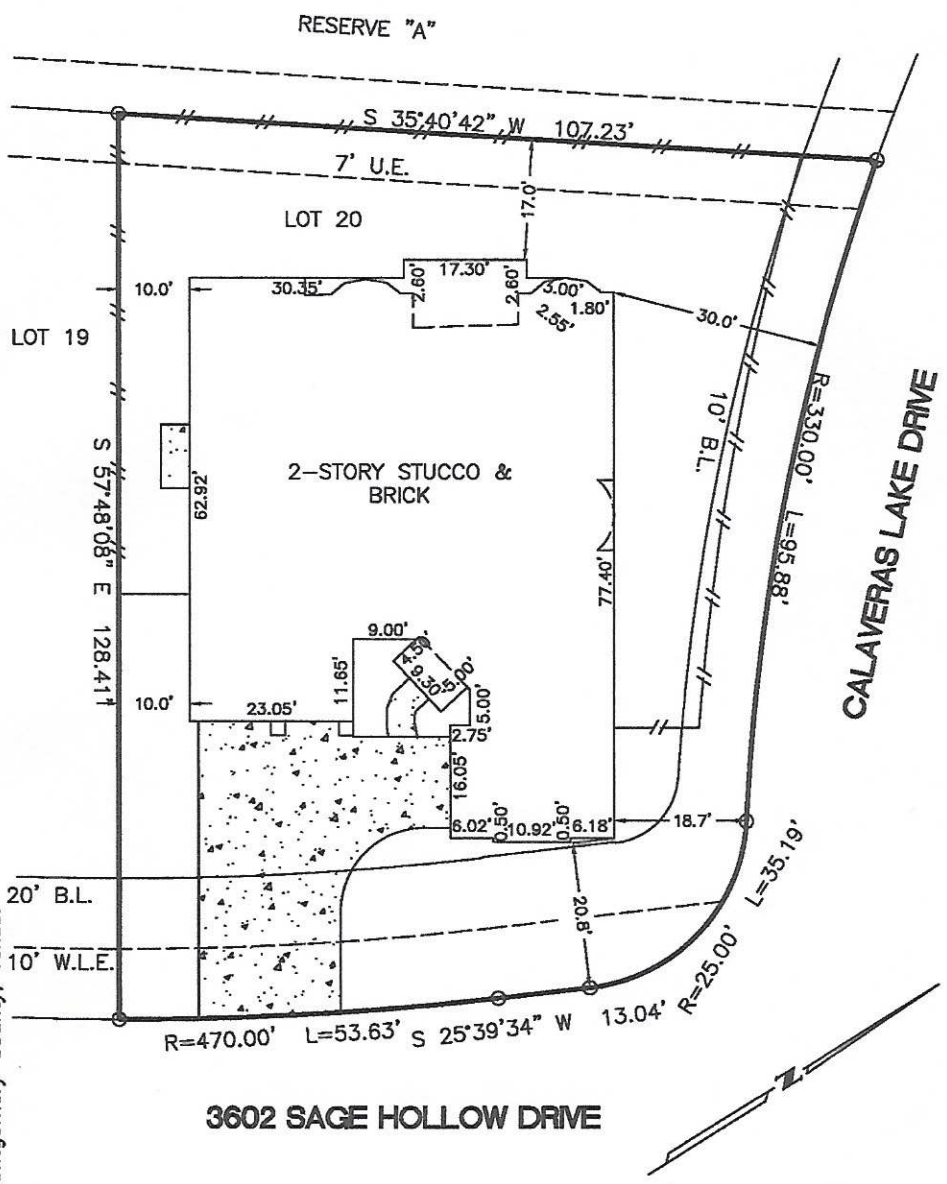 RESERVE "A"
S 35°40'42" W 107.23'
7' U.E.
LOT 20
17.0'
17.30'
10.0'
30.35'
2.60'
2.60'
3.00'
1.80'
2.55'
30.0'
LOT 19
10' B.L.
R=330.00' L=95.88'
CALAVERAS LAKE DRIVE
S 57°48'08" E 128.41'
62.92'
2-STORY STUCCO &
BRICK
77.40'
9.00'
4.50'
9.30'
5.00'
11.65'
5.00'
10.0'
23.05'
2.75'
16.05'
6.02'
0.50'
10.92'
0.50'
6.18'
18.7'
20' B.L.
20.8'
L=35.19'
R=25.00'
10' W.L.E.
R=470.00' L=53.63' S 25°39'34" W 13.04'
Z
3602 SAGE HOLLOW DRIVE